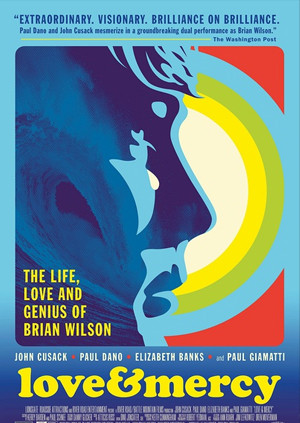 "EXTRAORDINARY. VISIONARY. BRILLIANCE ON BRILLIANCE.
Paul Dano and John Cusack mesmerize in a groundbreaking dual performance as Brian Wilson."
The Washington Post
THE LIFE,
LOVE AND
GENIUS OF
BRIAN WILSON
JOHN CUSACK • PAUL DANO • ELIZABETH BANKS • AND PAUL GIAMATTI
love&mercy